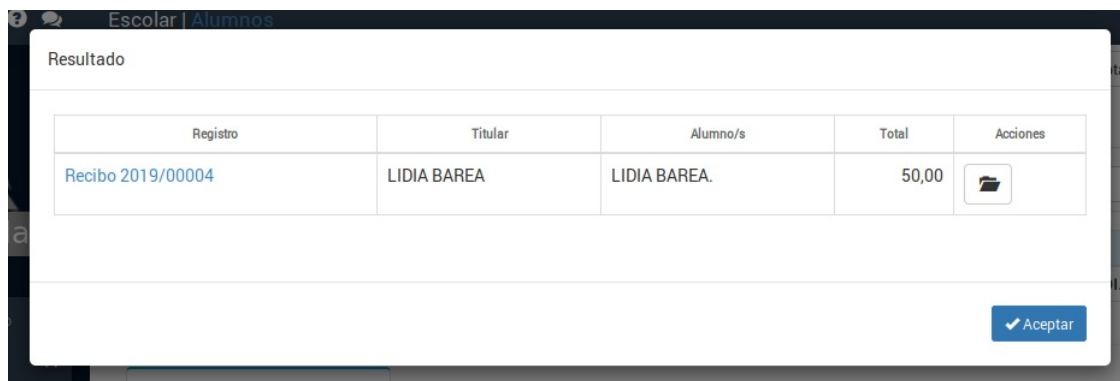 Escolar | Alumnos
Resultado
Registro Titular Alumno/s Total Acciones
Recibo 2019/00004 LIDIA BAREA LIDIA BAREA. 50,00
Aceptar